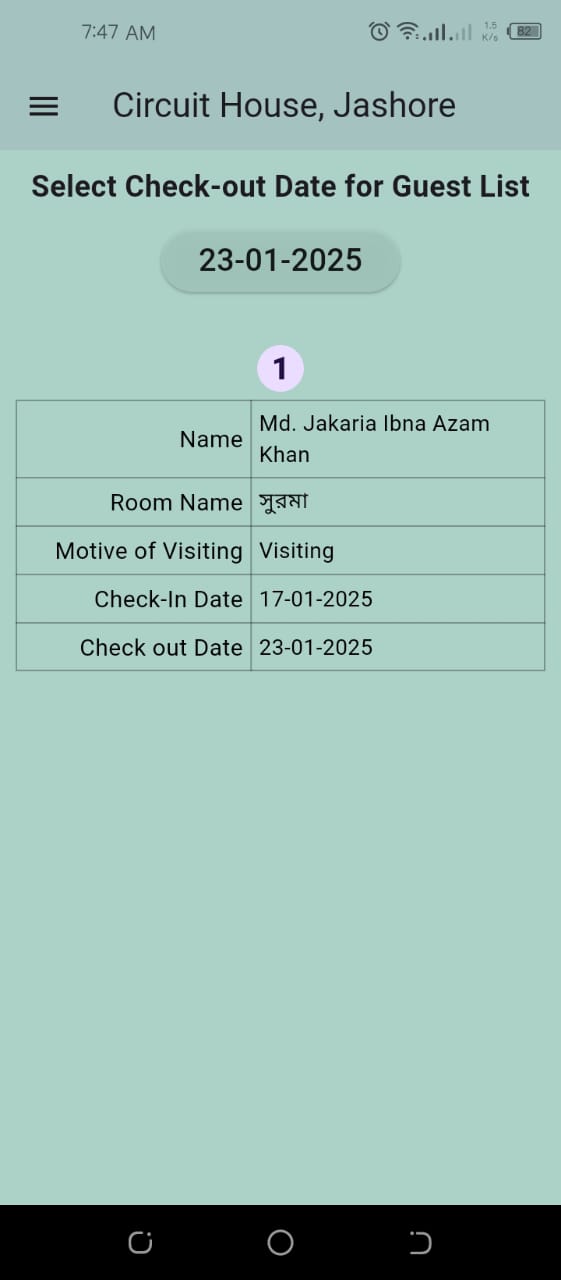 7:47 AM
1.5
K/s
82
Circuit House, Jashore
Select Check-out Date for Guest List
23-01-2025
1
Name Md. Jakaria Ibna Azam
Khan
Room Name সুরমা
Motive of Visiting Visiting
Check-In Date 17-01-2025
Check out Date 23-01-2025